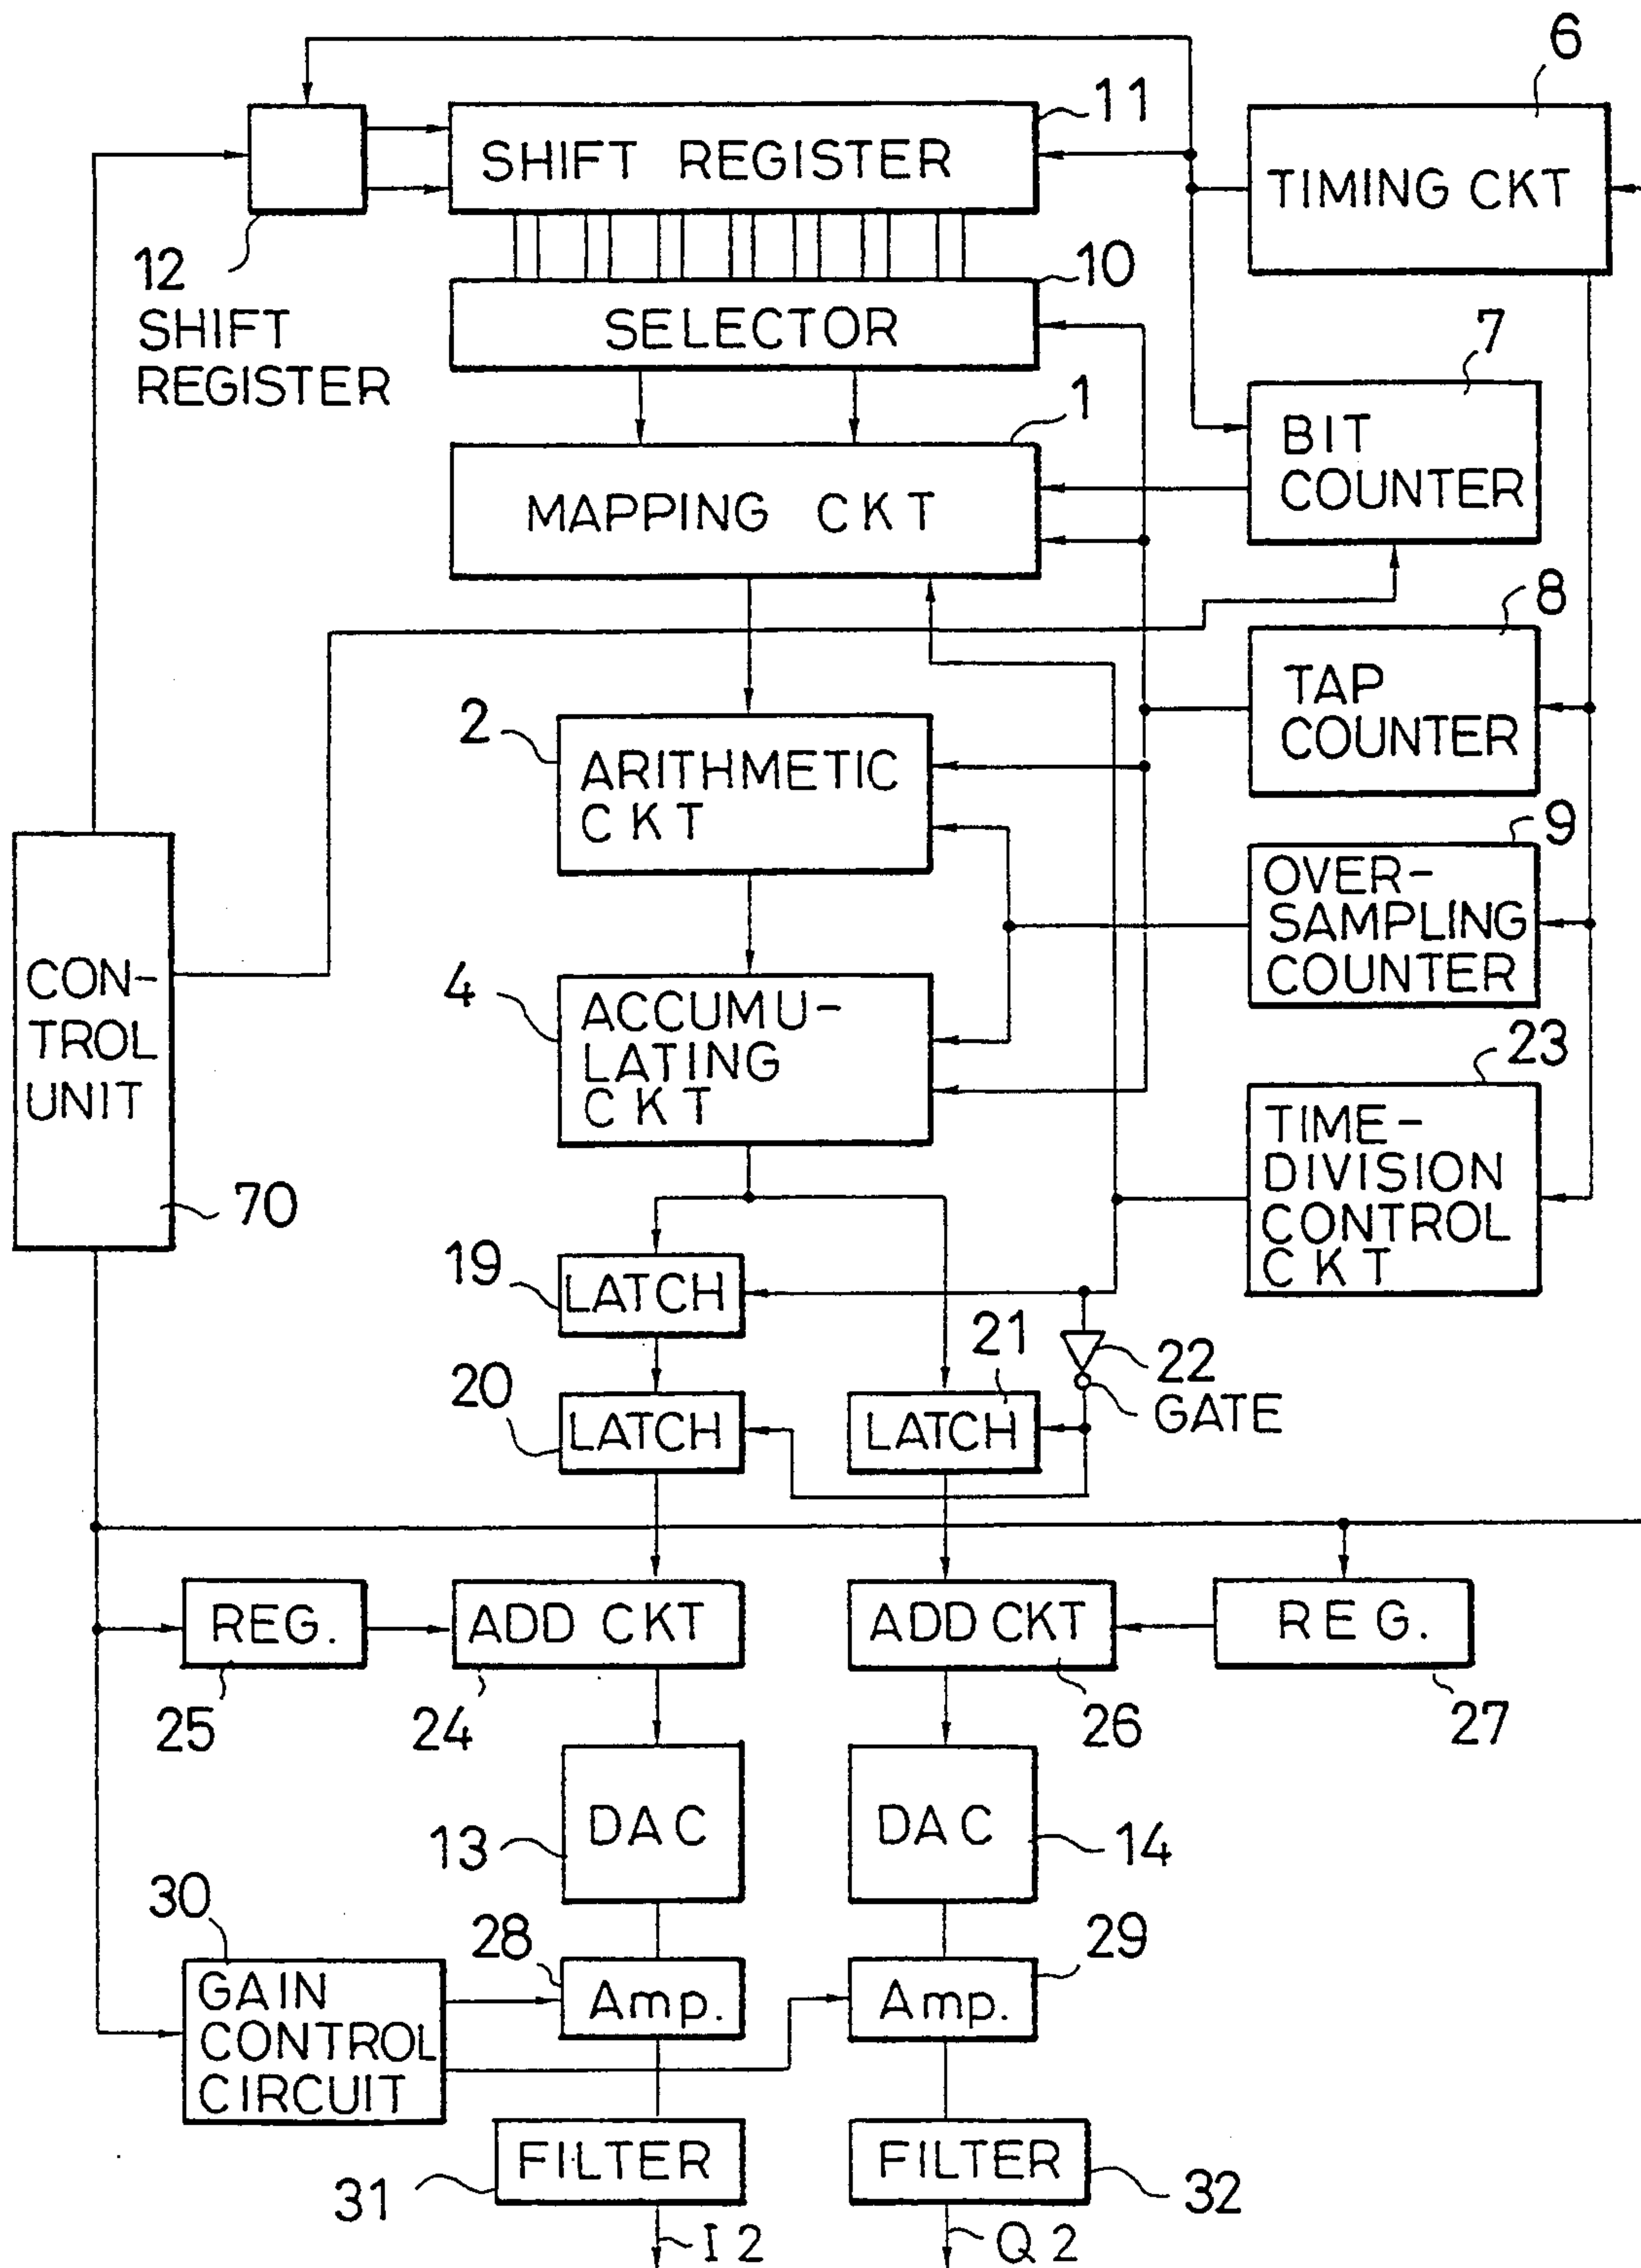 6
11
SHIFT REGISTER
TIMING CKT
12
SHIFT
REGISTER
10
SELECTOR
7
1
BIT
COUNTER
MAPPING CKT
8
TAP
COUNTER
2
ARITHMETIC
CKT
9
OVER-
SAMPLING
COUNTER
CON-
TROL
UNIT
70
4
ACCUMU-
LATING
CKT
23
TIME-
DIVISION
CONTROL
CKT
19
LATCH
21
22
GATE
20
LATCH
LATCH
REG.
ADD CKT
ADD CKT
REG.
25
24
26
27
DAC
DAC
13
14
30
28
29
GAIN
CONTROL
CIRCUIT
Amp.
Amp.
FILTER
FILTER
31
32
I2
Q2